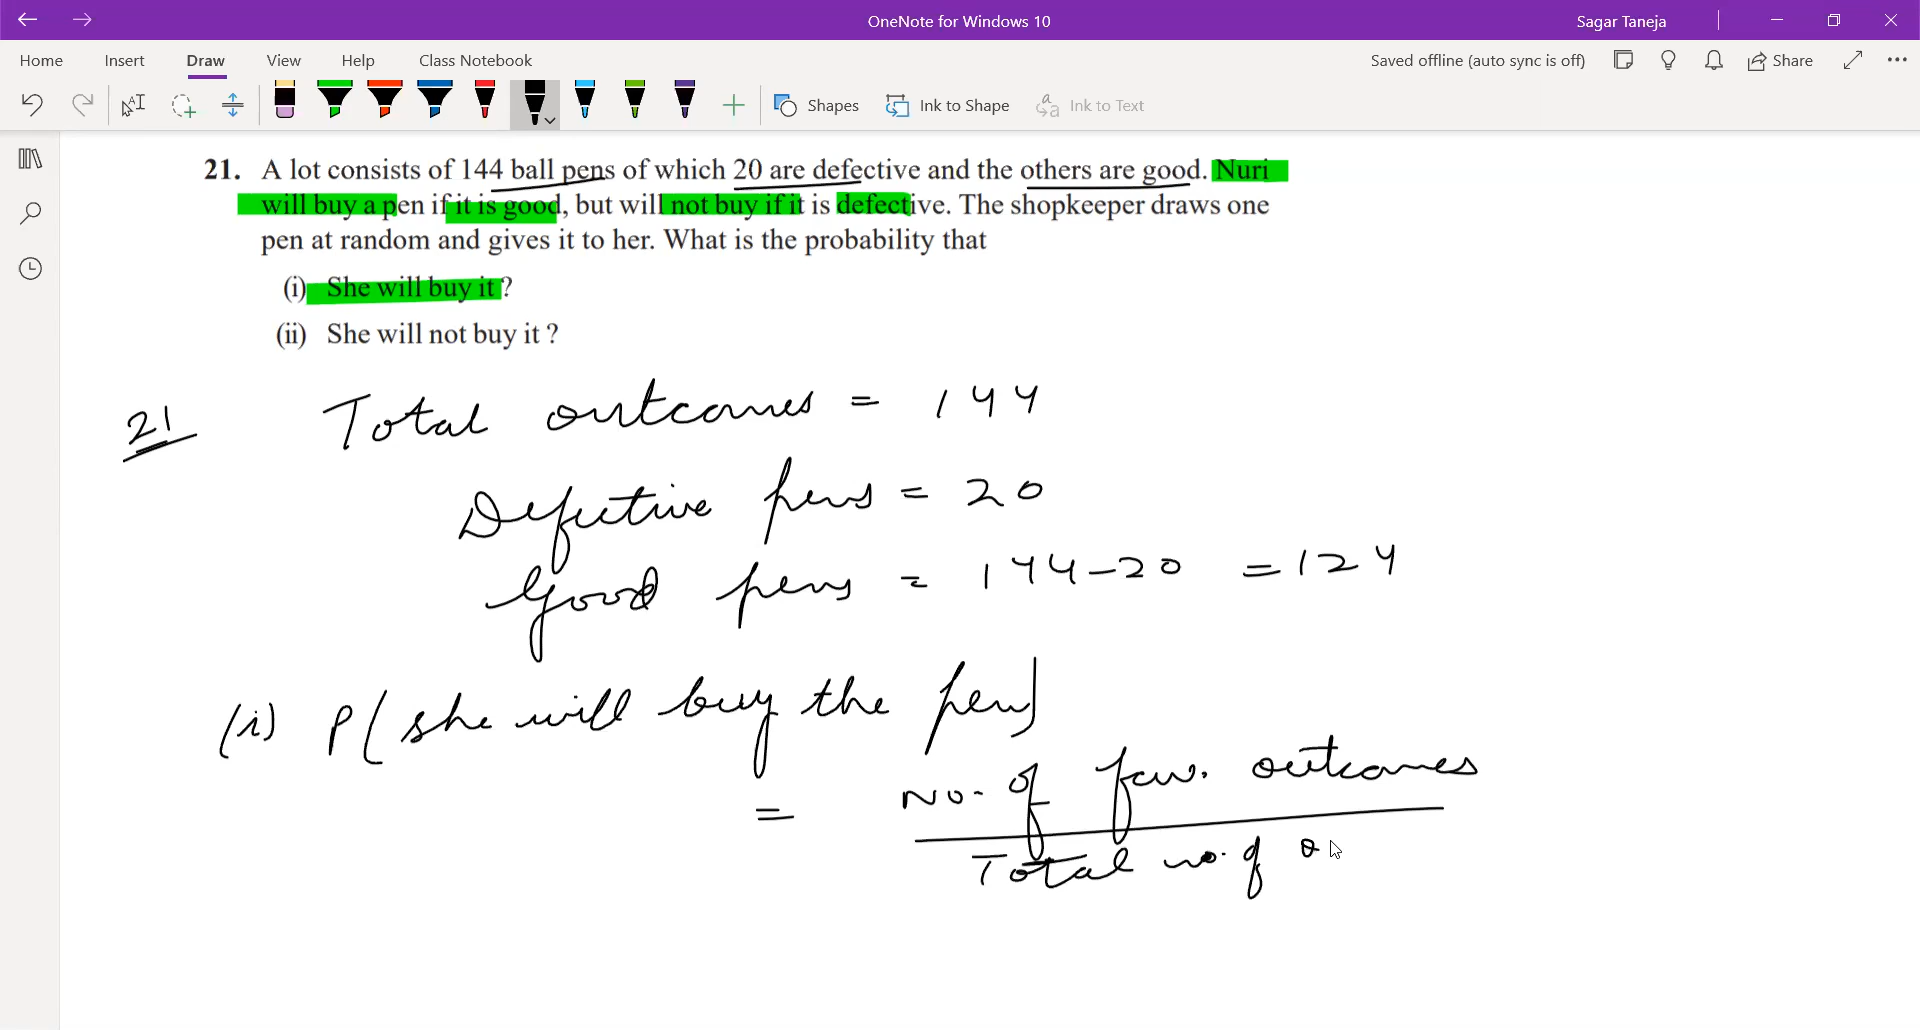 OneNote for Windows 10
Sagar Taneja
Home Insert Draw View Help Class Notebook
Saved offline (auto sync is off) Share
Shapes Ink to Shape Ink to Text
21. A lot consists of 144 ball pens of which 20 are defective and the others are good. Nuri
will buy a pen if it is good, but will not buy if it is defective. The shopkeeper draws one
pen at random and gives it to her. What is the probability that
(i) She will buy it ?
(ii) She will not buy it ?
21 Total outcomes = 144
Defective pens = 20
Good pens = 144-20 = 124
(i) P( she will buy the pen)
= No. of fav. outcomes
Total no. of o